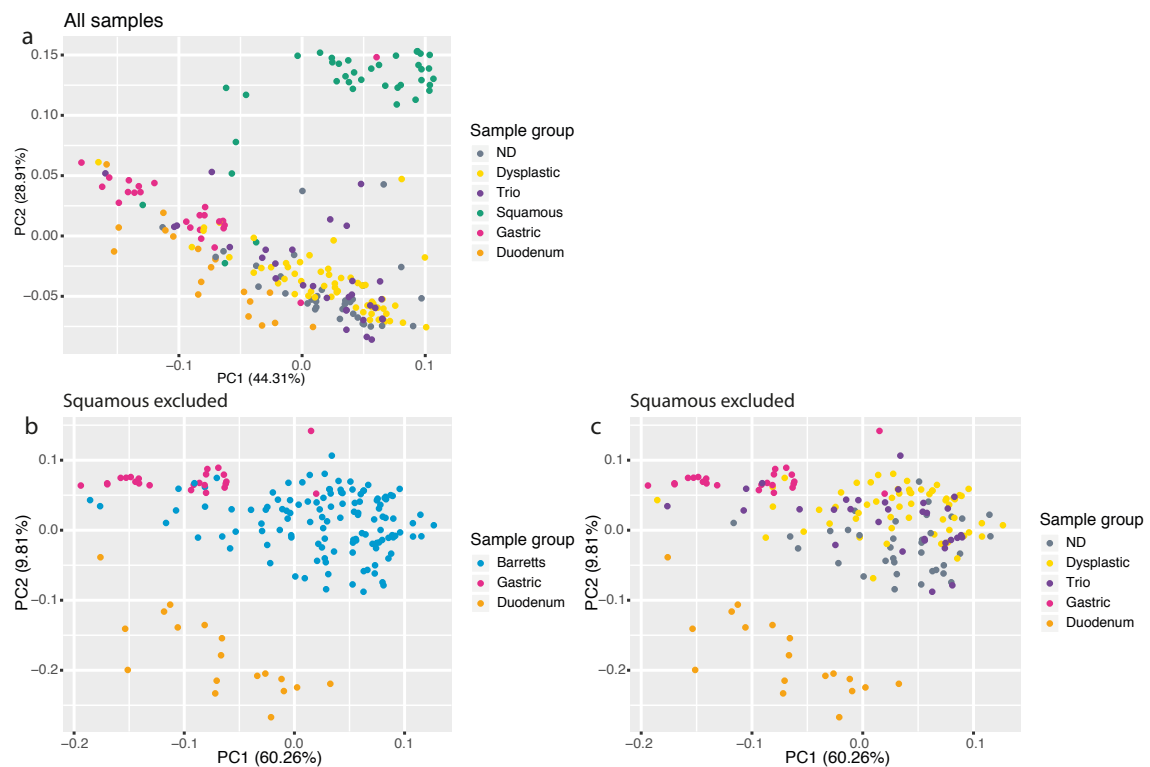 All samples
a
0.15
0.10
0.05
0.00
−0.05
PC2 (28.91%)
−0.1
0.0
0.1
PC1 (44.31%)
Sample group
ND
Dysplastic
Trio
Squamous
Gastric
Duodenum
Squamous excluded
b
0.1
0.0
−0.1
−0.2
PC2 (9.81%)
−0.2
−0.1
0.0
0.1
PC1 (60.26%)
Sample group
Barretts
Gastric
Duodenum
Squamous excluded
c
0.1
0.0
−0.1
−0.2
PC2 (9.81%)
−0.2
−0.1
0.0
0.1
PC1 (60.26%)
Sample group
ND
Dysplastic
Trio
Gastric
Duodenum